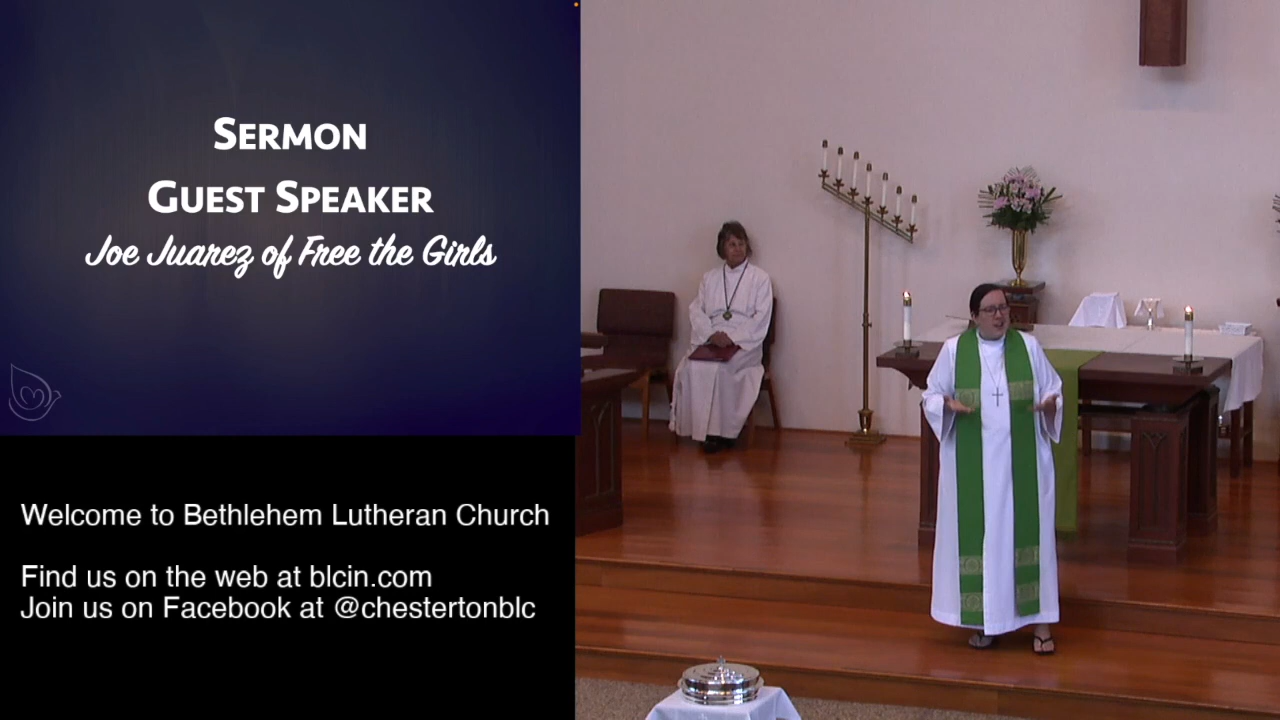 SERMON
GUEST SPEAKER
Joe Juarez of Free the Girls
Welcome to Bethlehem Lutheran Church
Find us on the web at blcin.com
Join us on Facebook at @chestertonblc